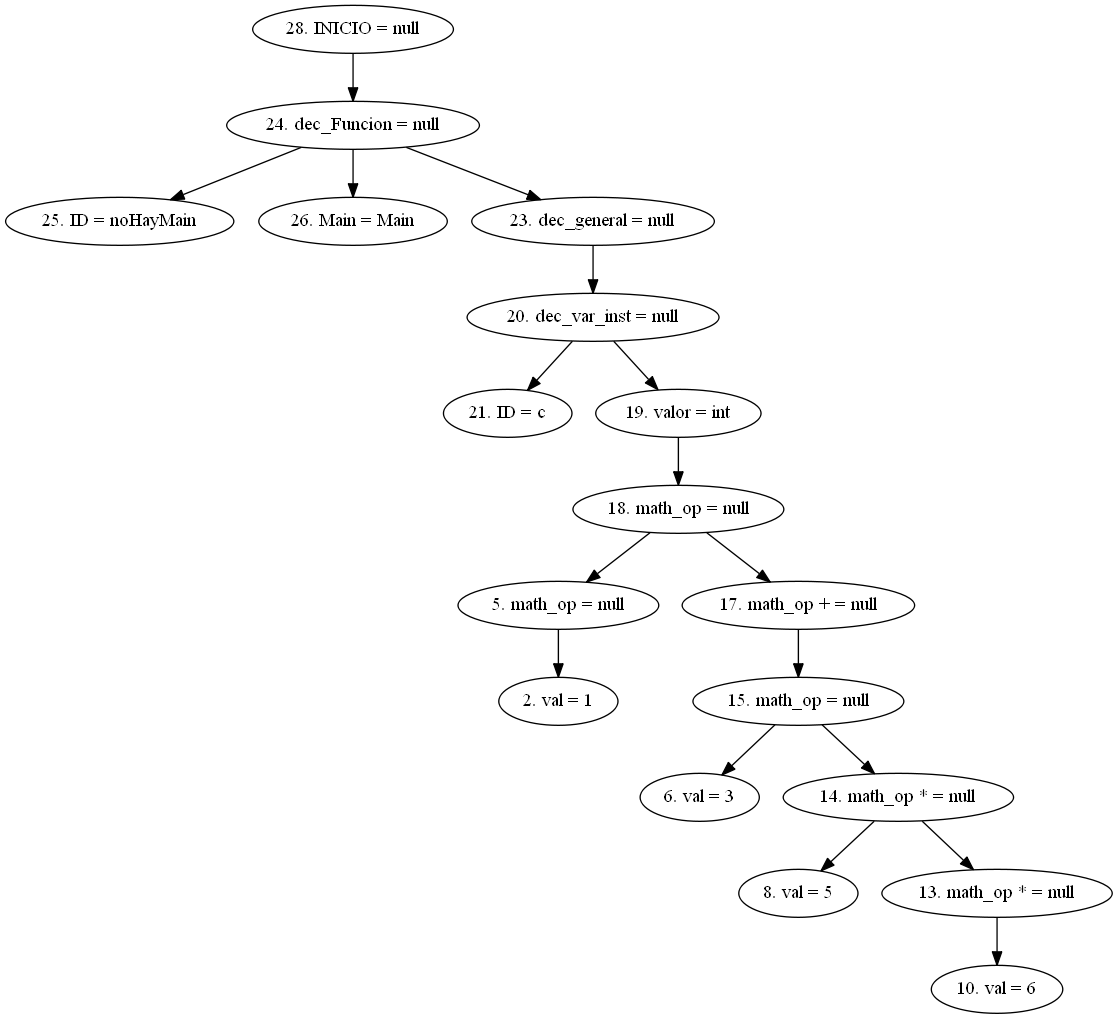 28. INICIO = null
24. dec_Funcion = null
25. ID = noHayMain
26. Main = Main
23. dec_general = null
20. dec_var_inst = null
21. ID = c
19. valor = int
18. math_op = null
5. math_op = null
17. math_op + = null
2. val = 1
15. math_op = null
6. val = 3
14. math_op * = null
8. val = 5
13. math_op * = null
10. val = 6